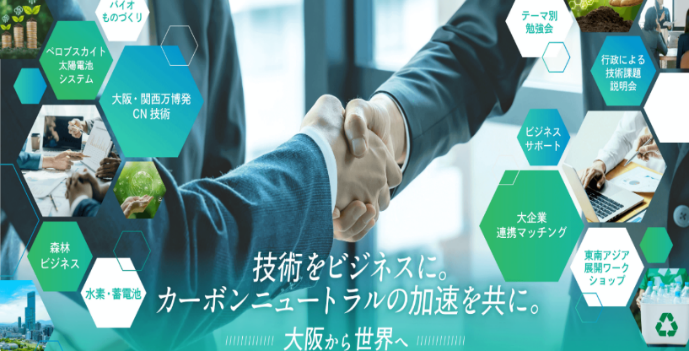 バイオ
ものづくり
ペロブスカイト
太陽電池
システム
大阪・関西万博発
CN 技術
森林
ビジネス
水素・蓄電池
テーマ別
勉強会
行政による
技術課題
説明会
ビジネス
サポート
大企業
連携マッチング
東南アジア
展開ワーク
ショップ
技術をビジネスに。
カーボンニュートラルの加速を共に。
大阪から世界へ